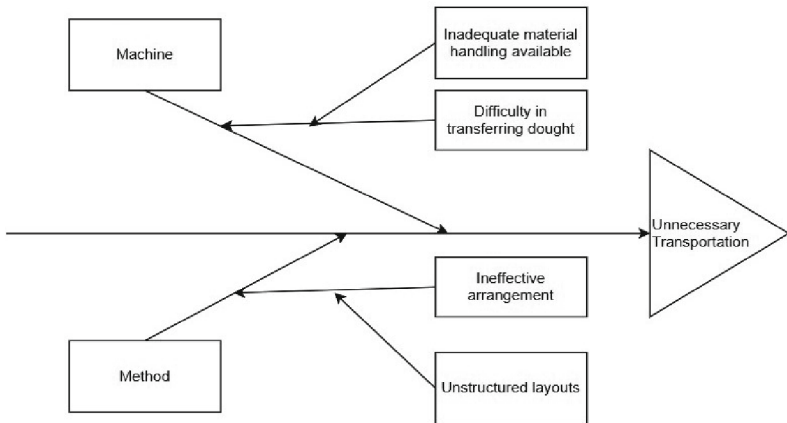 Machine
Inadequate material
handling available
Difficulty in
transferring dought
Unnecessary
Transportation
Ineffective
arrangement
Method
Unstructured layouts